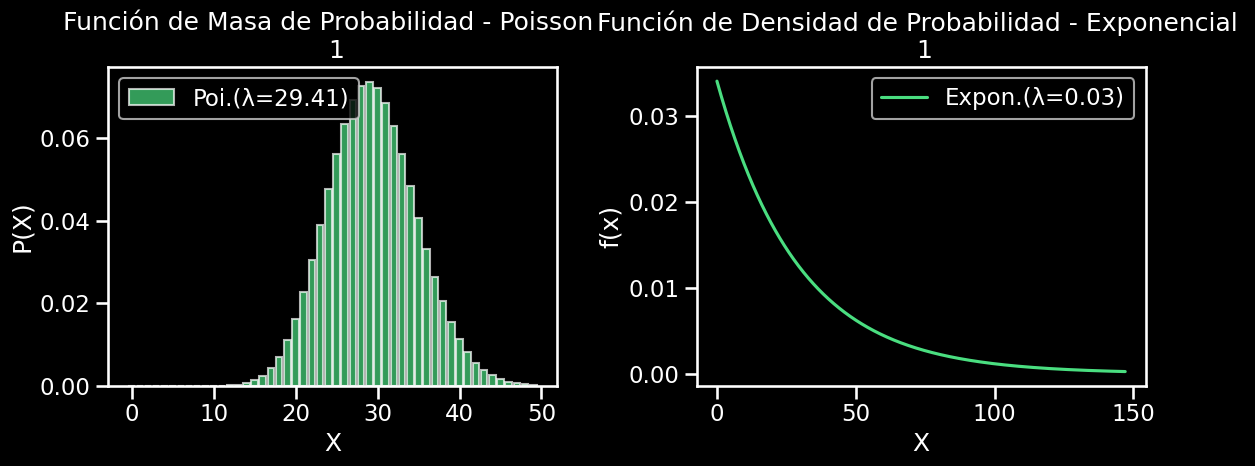 Función de Masa de Probabilidad - Poisson
1
Poi.(λ=29.41)
P(X)
0.06
0.04
0.02
0.00
0 10 20 30 40 50
X
Función de Densidad de Probabilidad - Exponencial
1
Expon.(λ=0.03)
f(x)
0.03
0.02
0.01
0.00
0 50 100 150
X